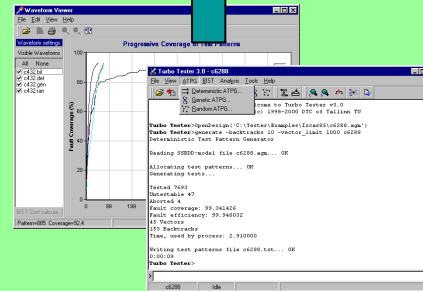 Waveform Viewer
File Edit View Help
Waveform settings
Visible Waveforms
All None
c432.bil
c432.det
c432.gen
c432.ran
BIST Cont calculate
Progressive Coverage of Test Patterns
Fault Coverage (%)
100
80
60
40
20
0
0 99 199
Pattern=885. Coverage=92,4
Turbo Tester 3.0 - c6288
File View ATPG BIST Analysis Tools Help
Deterministic ATPG...
Genetic ATPG...
Random ATPG...
come to Turbo Tester v3.0
c) 1998-2000 DTC of Tallinn TU
Turbo Tester>OpenDesign('C:\Tester\Examples\Iscas85\c6288.agm')
Turbo Tester>generate -backtracks 10 -vector_limit 1000 c6288
Deterministic Test Pattern Generator
Reading SSBDD-model file c6288.agm... OK
Allocating test patterns... OK
Generating tests...
Tested 7693
Untestable 47
Aborted 4
Fault coverage: 99.341426
Fault efficiency: 99.948032
45 Vectors
153 Backtracks
Time, used by process: 2.910000
Writing test patterns file c6288.tst... OK
0:00:09
Turbo Tester>
>
c6288 Idle